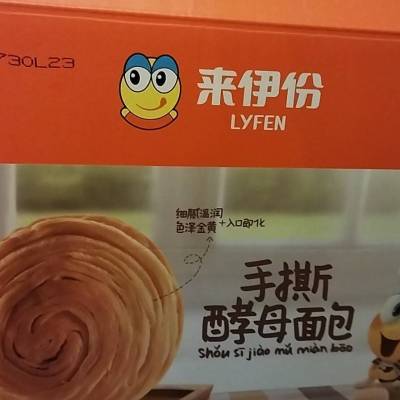 730L23
来伊份
LYFEN
细腻温润
色泽金黄+入口即化
手撕
酵母面包
Shǒu sī jiào mǔ miàn bāo